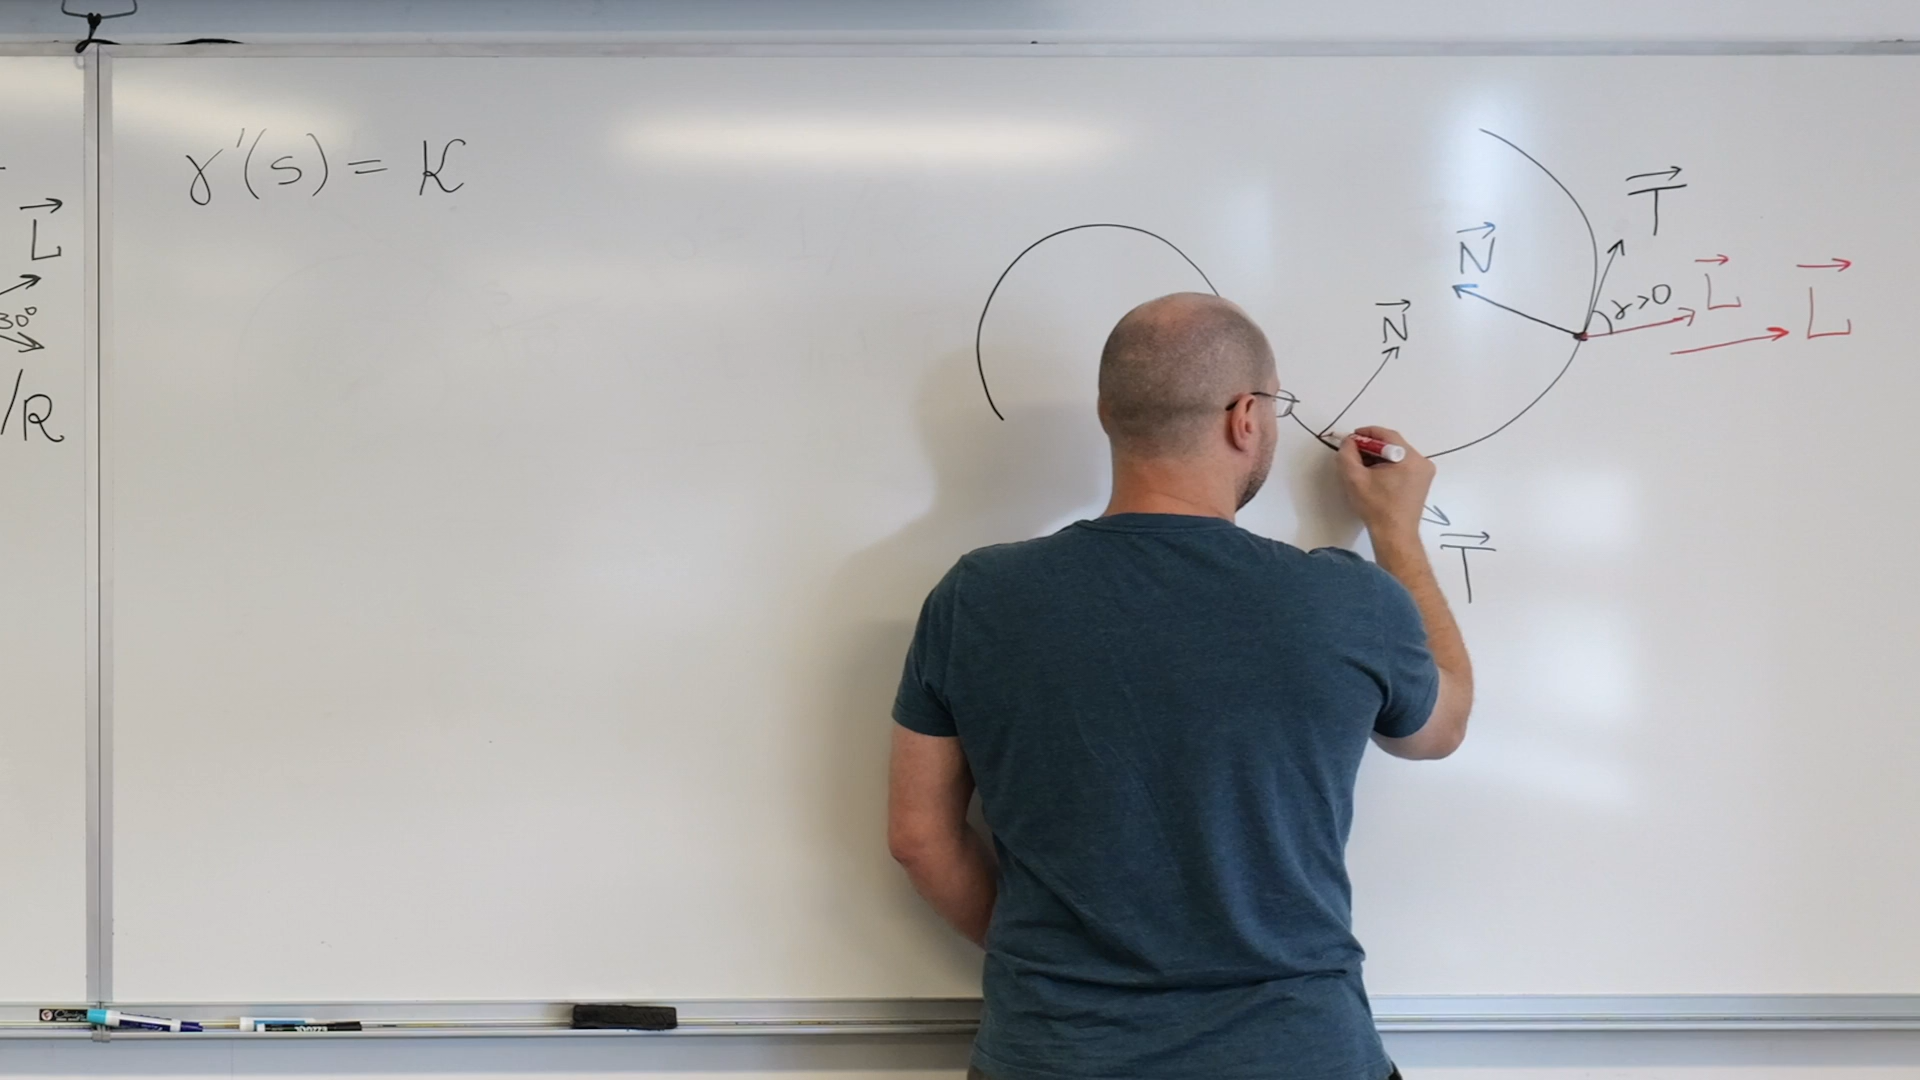 L⃗
30°
/R
γ'(s) = K
T⃗
N⃗
γ>0
L⃗
L⃗
N⃗
T⃗